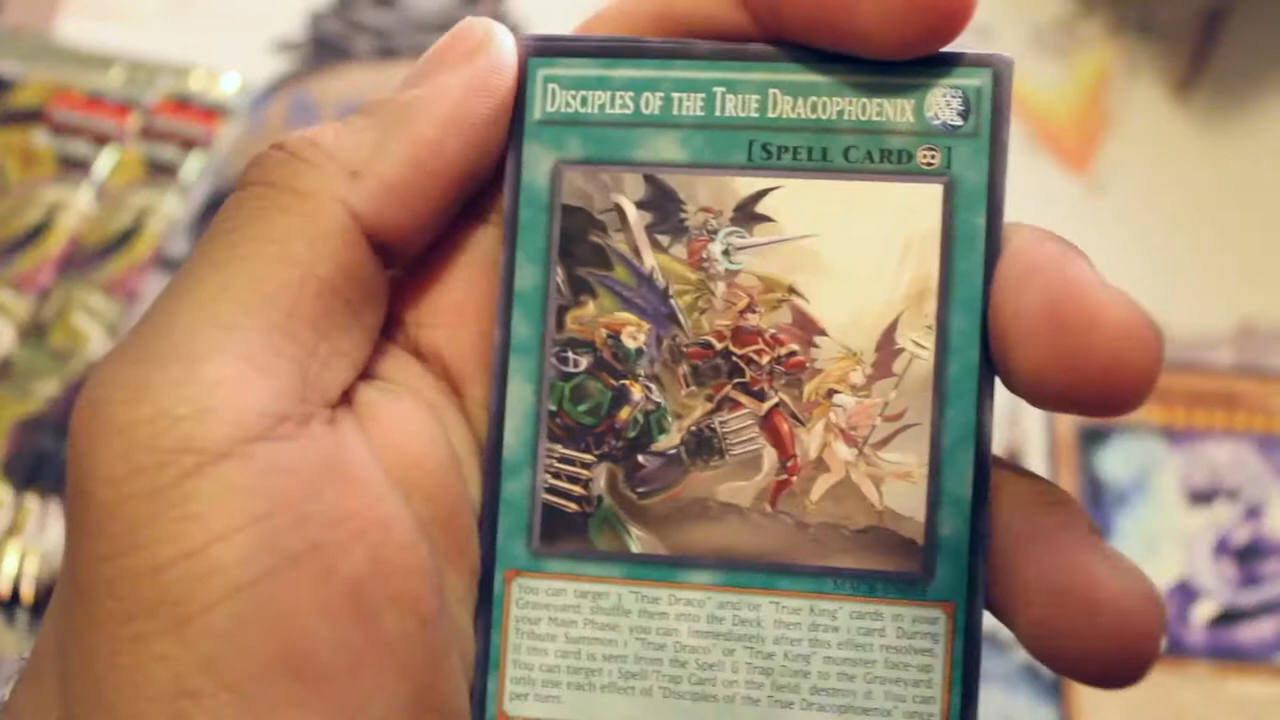 DISCIPLES OF THE TRUE DRACOPHOENIX 魔
[SPELL CARD ♾]
You can target 3 "True Draco" and/or "True King" cards in your
Graveyard; shuffle them into the Deck, then draw 1 card. During
your Main Phase, you can: Immediately after this effect resolves,
Tribute Summon 1 "True Draco" or "True King" monster face-up.
If this card is sent from the Spell & Trap Zone to the Graveyard:
You can target 1 Spell/Trap Card on the field; destroy it. You can
only use each effect of "Disciples of the True Dracophoenix" once
per turn.